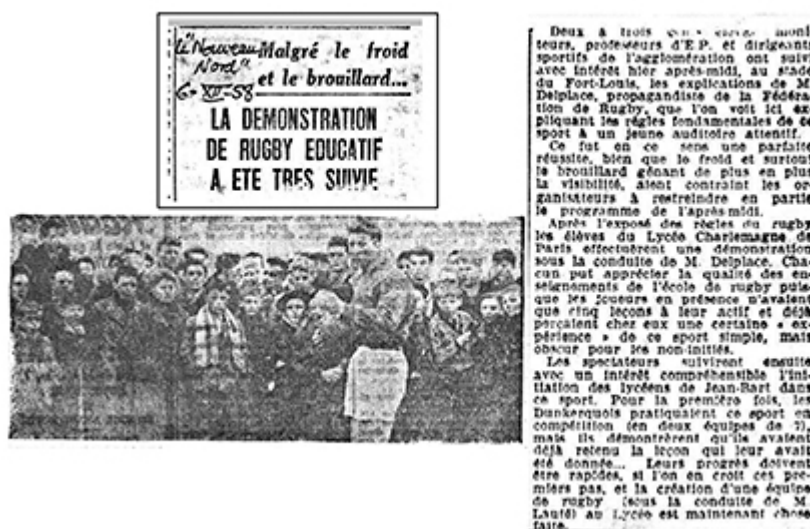 "Nouveau
Nord"
6-XII-58
Malgré le froid
et le brouillard...
LA DEMONSTRATION
DE RUGBY EDUCATIF
A ETE TRES SUIVIE
Deux à trois élèves, moni-
teurs, professeurs d'E.P. et dirigeants
sportifs de l'agglomération ont suivi
avec intérêt hier après-midi, au stade
du Fort-Louis, les explications de M.
Delplace, propagandiste de la Fédéra-
tion de Rugby, que l'on voit ici ex-
pliquant les règles fondamentales de ce
sport à un jeune auditoire attentif.
Ce fut en ce sens une parfaite
réussite, bien que le froid et surtout
le brouillard gênant de plus en plus
la visibilité, aient contraint les or-
ganisateurs à restreindre en partie
le programme de l'après-midi.
Après l'exposé des règles du rugby
les élèves du Lycée Charlemagne de
Paris effectuèrent une démonstration
sous la conduite de M. Delplace. Cha-
cun put apprécier la qualité des en-
seignements de l'école de rugby puis-
que les joueurs en présence n'avaient
que cinq leçons à leur actif et déjà
perçaient chez eux une certaine « ex-
périence » de ce sport simple, mais
obscur pour les non-initiés.
Les spectateurs suivirent ensuite
avec un intérêt compréhensible l'ini-
tiation des lycéens de Jean-Bart dans
ce sport. Pour la première fois, les
Dunkerquois pratiquaient ce sport en
compétition (en deux équipes de 7),
mais ils démontrèrent qu'ils avaient
déjà retenu la leçon qui leur avait
été donnée... Leurs progrès doivent
être rapides, si l'on en croit ces pre-
miers pas, et la création d'une équipe
de rugby (sous la conduite de M.
Lauté) au Lycée est maintenant chose
faite.